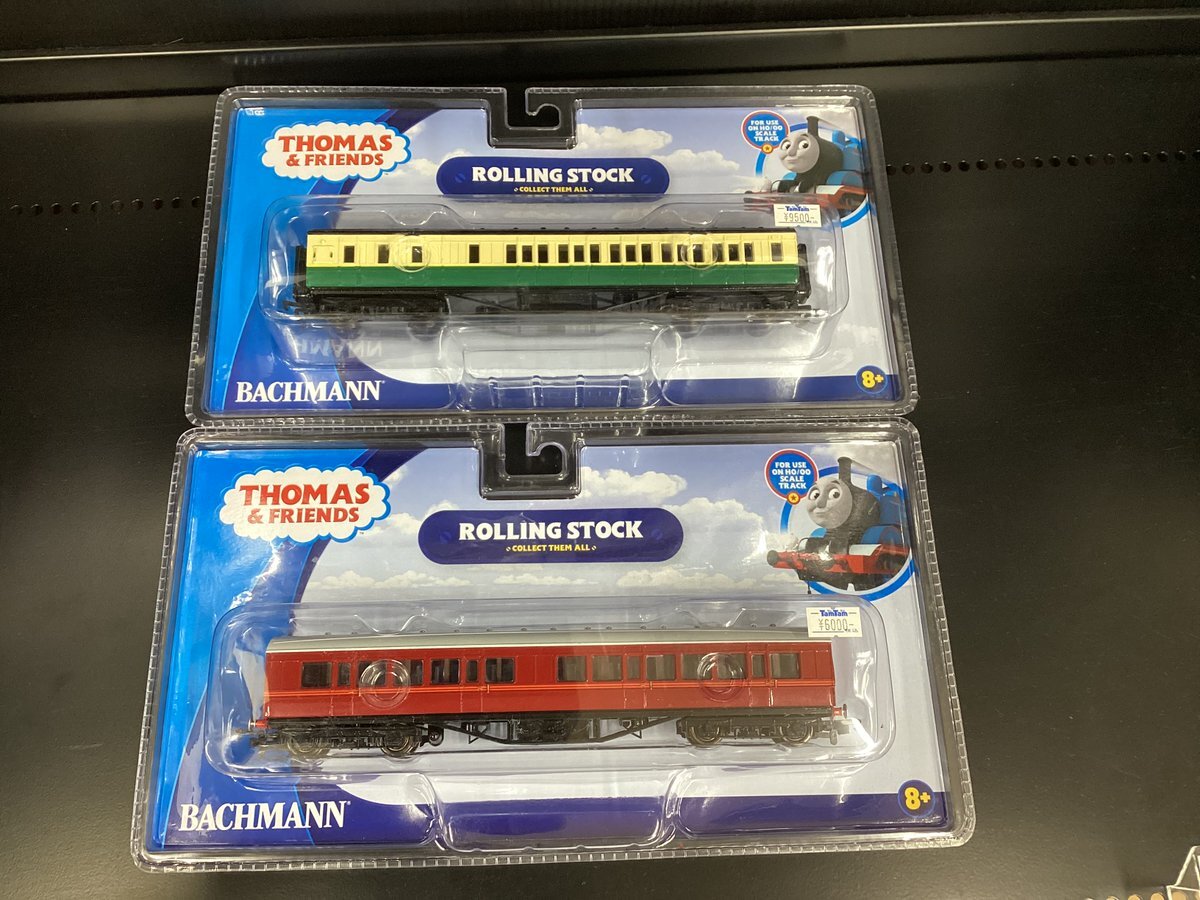 THOMAS
& FRIENDS
ROLLING STOCK
COLLECT THEM ALL
FOR USE
ON HO/OO
SCALE
TRACK
TamTam
¥9500-
BACHMANN
8+
THOMAS
& FRIENDS
ROLLING STOCK
COLLECT THEM ALL
FOR USE
ON HO/OO
SCALE
TRACK
TamTam
¥6000-
BACHMANN
8+